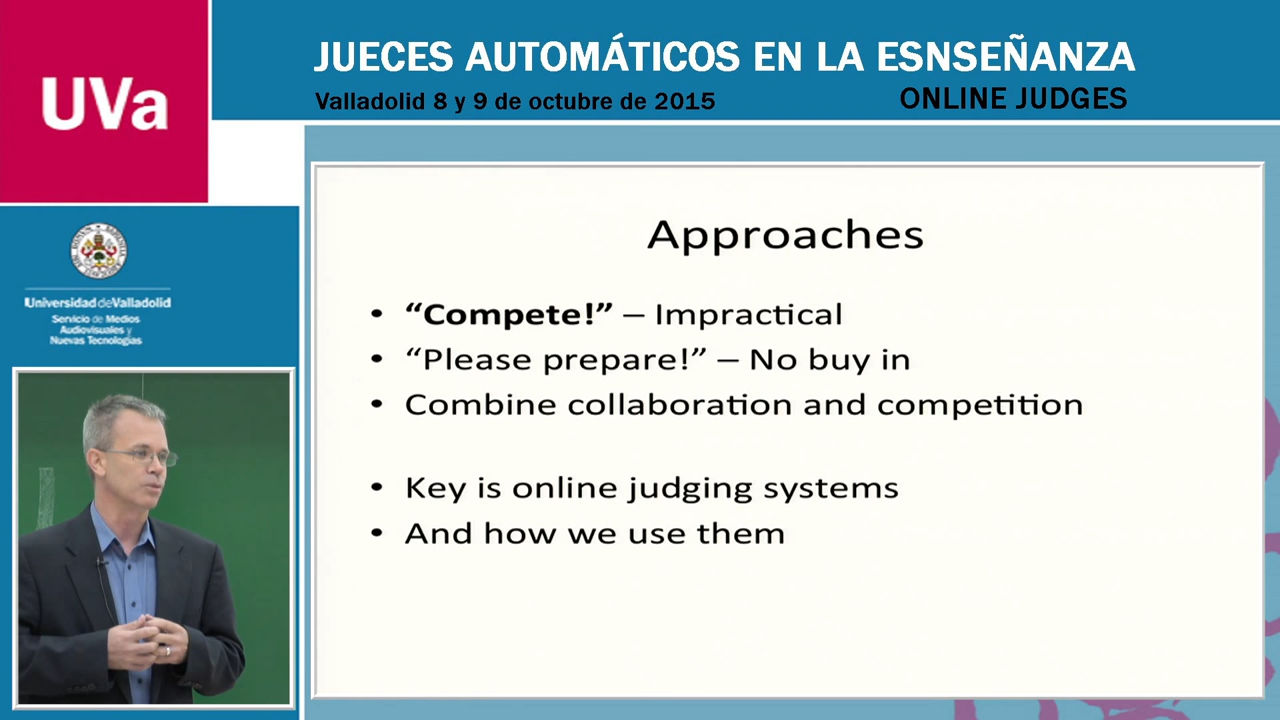 UVa
JUECES AUTOMÁTICOS EN LA ESNSEÑANZA
Valladolid 8 y 9 de octubre de 2015
ONLINE JUDGES
Universidad deValladolid
Servicio de Medios
Audiovisuales y
Nuevas Tecnologías
Approaches
• “Compete!” – Impractical
• “Please prepare!” – No buy in
• Combine collaboration and competition
• Key is online judging systems
• And how we use them